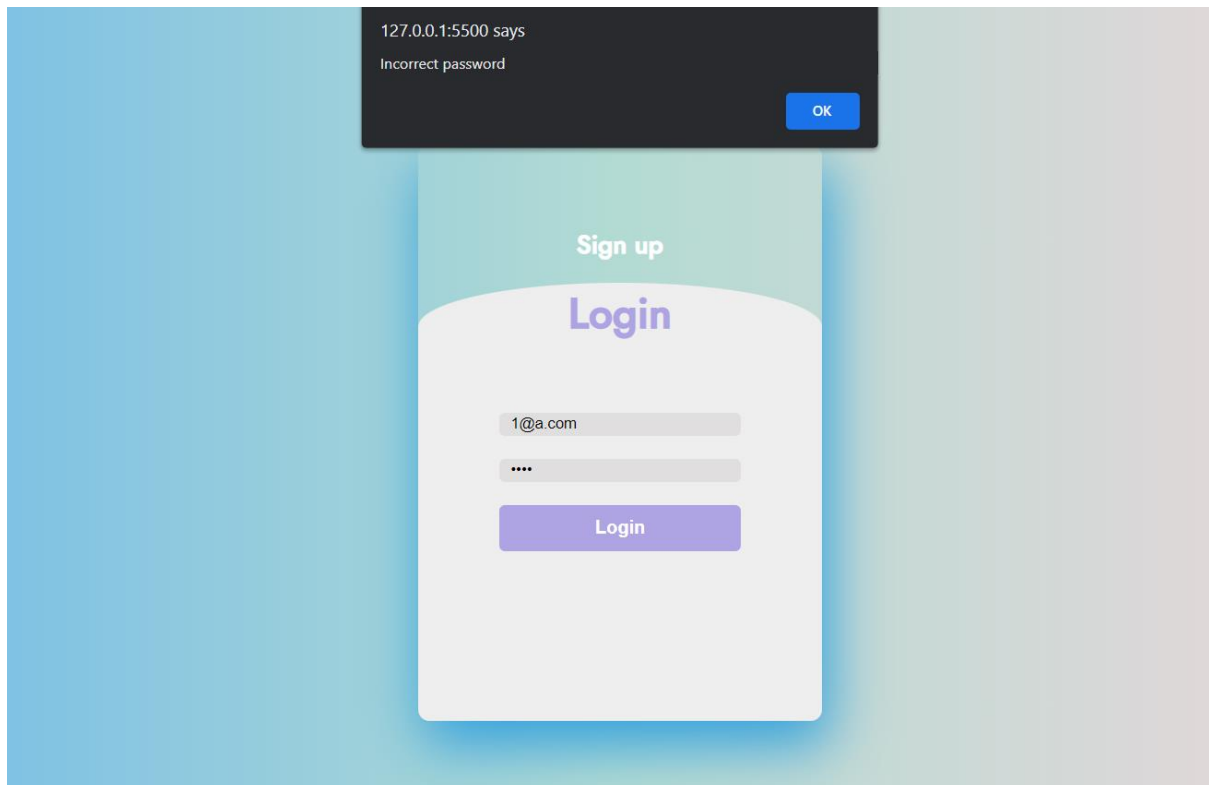 127.0.0.1:5500 says
Incorrect password
OK
Sign up
Login
1@a.com
••••
Login